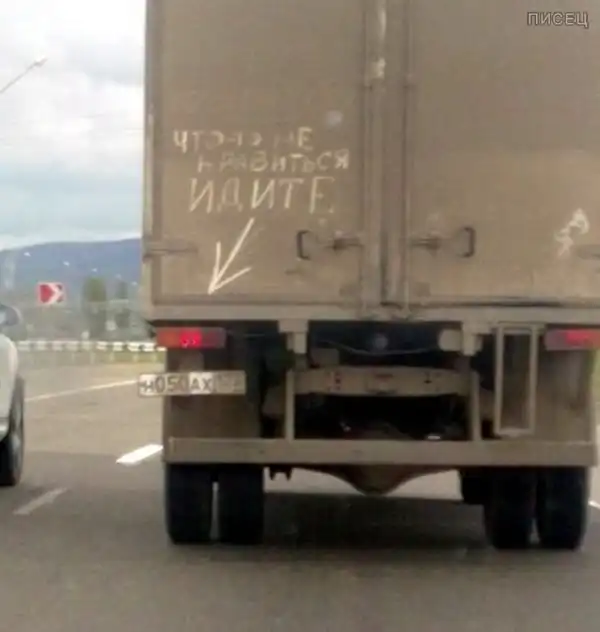 ПИСЕЦ
ЧТО-ТО НЕ
НРАВИТЬСЯ
ИДИТЕ
Н050АХ